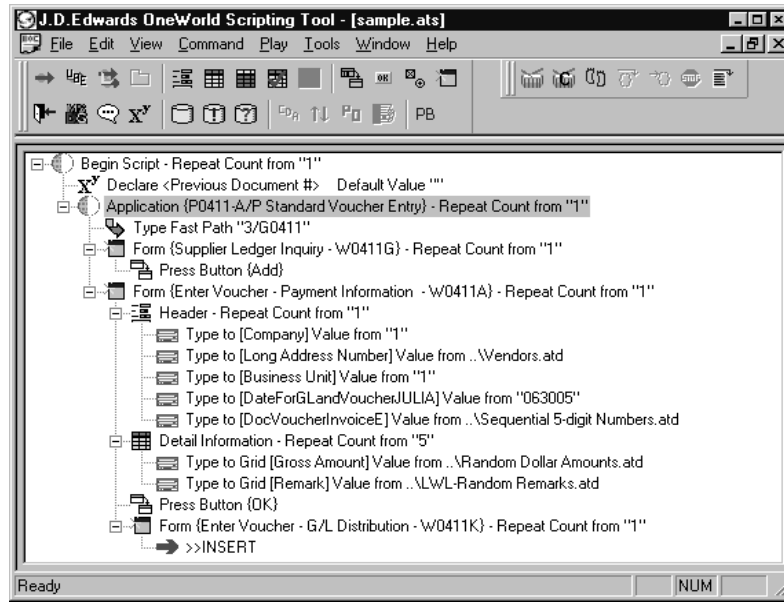 J.D.Edwards OneWorld Scripting Tool - [sample.ats]
File Edit View Command Play Tools Window Help
UBE OK
X^Y PB
Begin Script - Repeat Count from "1"
X^Y Declare <Previous Document #> Default Value ""
Application {P0411-A/P Standard Voucher Entry} - Repeat Count from "1"
Type Fast Path "3/G0411"
Form {Supplier Ledger Inquiry - W0411G} - Repeat Count from "1"
Press Button {Add}
Form {Enter Voucher - Payment Information - W0411A} - Repeat Count from "1"
Header - Repeat Count from "1"
Type to [Company] Value from "1"
Type to [Long Address Number] Value from ..\Vendors.atd
Type to [Business Unit] Value from "1"
Type to [DateForGLandVoucherJULIA] Value from "063005"
Type to [DocVoucherInvoiceE] Value from ..\Sequential 5-digit Numbers.atd
Detail Information - Repeat Count from "5"
Type to Grid [Gross Amount] Value from ..\Random Dollar Amounts.atd
Type to Grid [Remark] Value from ..\LWL-Random Remarks.atd
Press Button {OK}
Form {Enter Voucher - G/L Distribution - W0411K} - Repeat Count from "1"
>>INSERT
Ready NUM